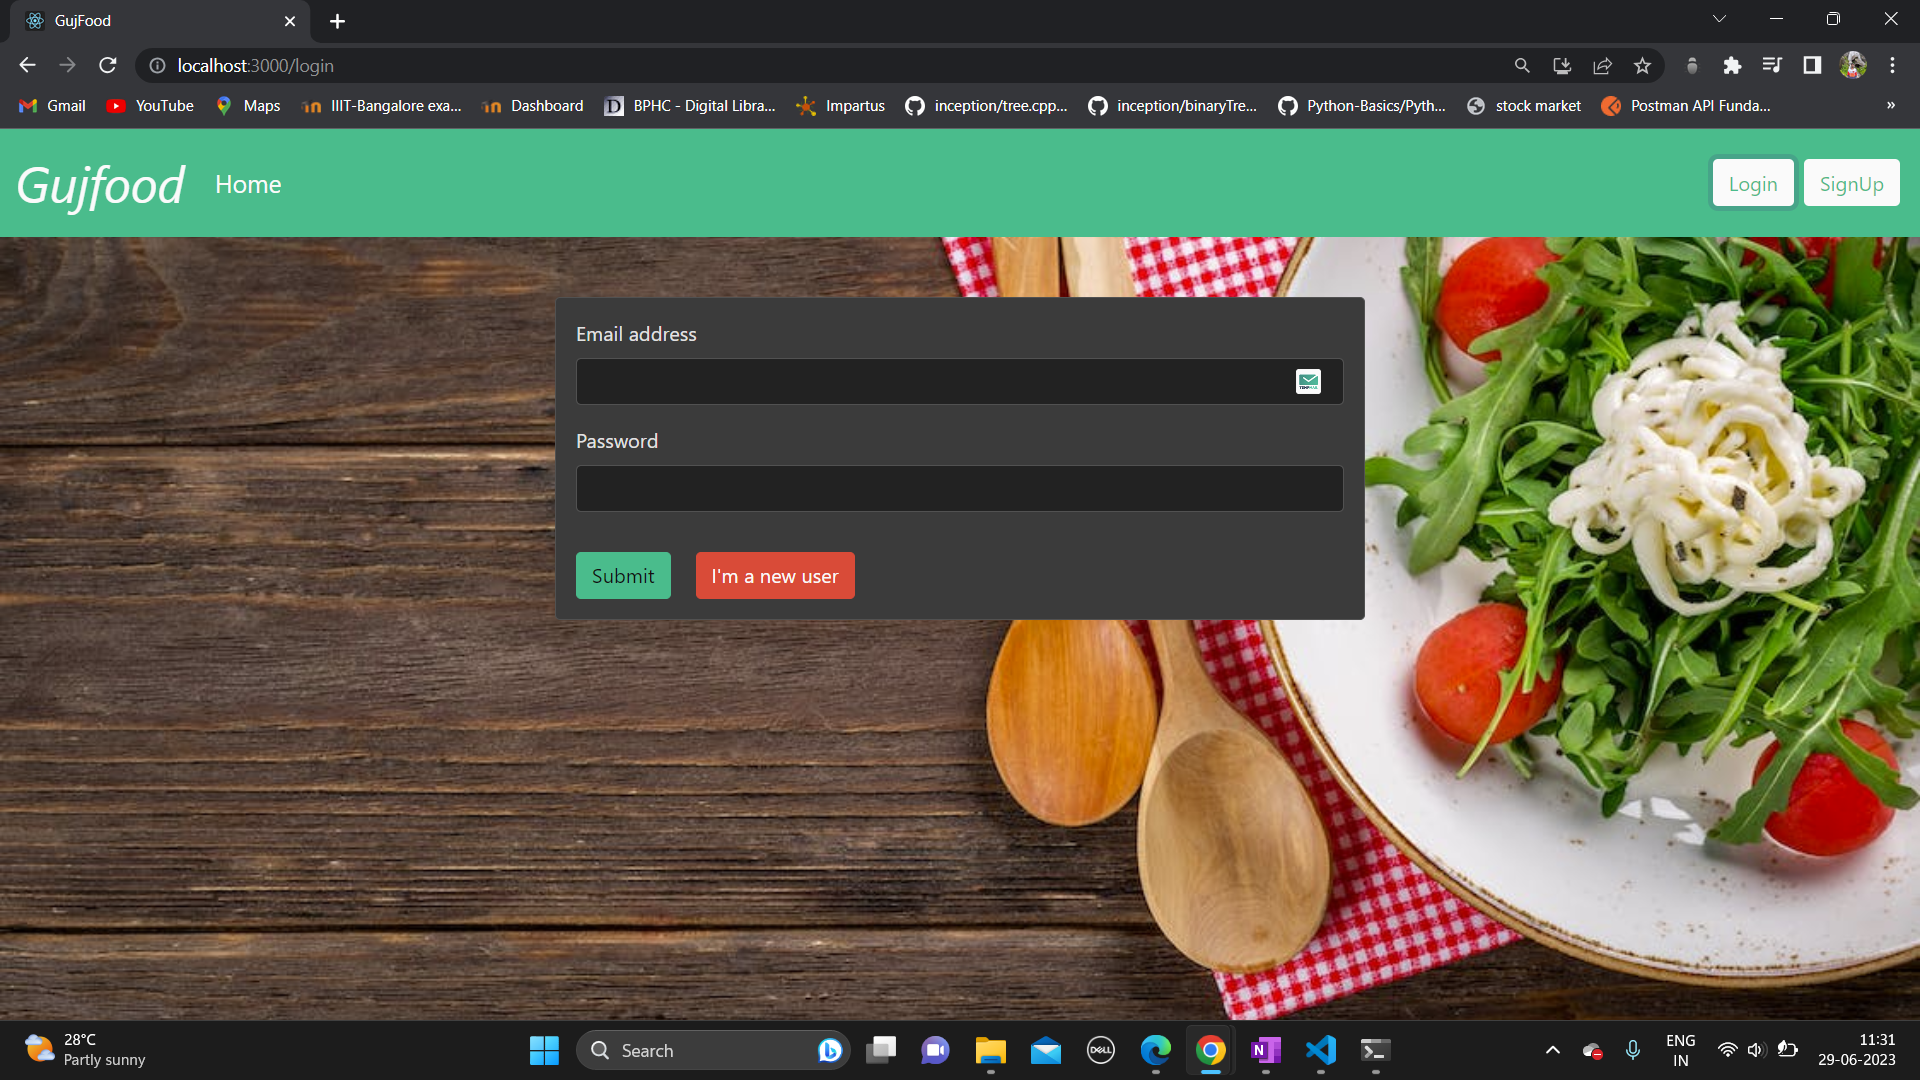 GujFood
localhost:3000/login
Gmail YouTube Maps IIIT-Bangalore exa... Dashboard BPHC - Digital Libra... Impartus inception/tree.cpp... inception/binaryTre... Python-Basics/Pyth... stock market Postman API Funda... »
Gujfood Home Login SignUp
Email address
Password
Submit I'm a new user
28°C
Partly sunny
Search
DELL
ENG
IN
11:31
29-06-2023